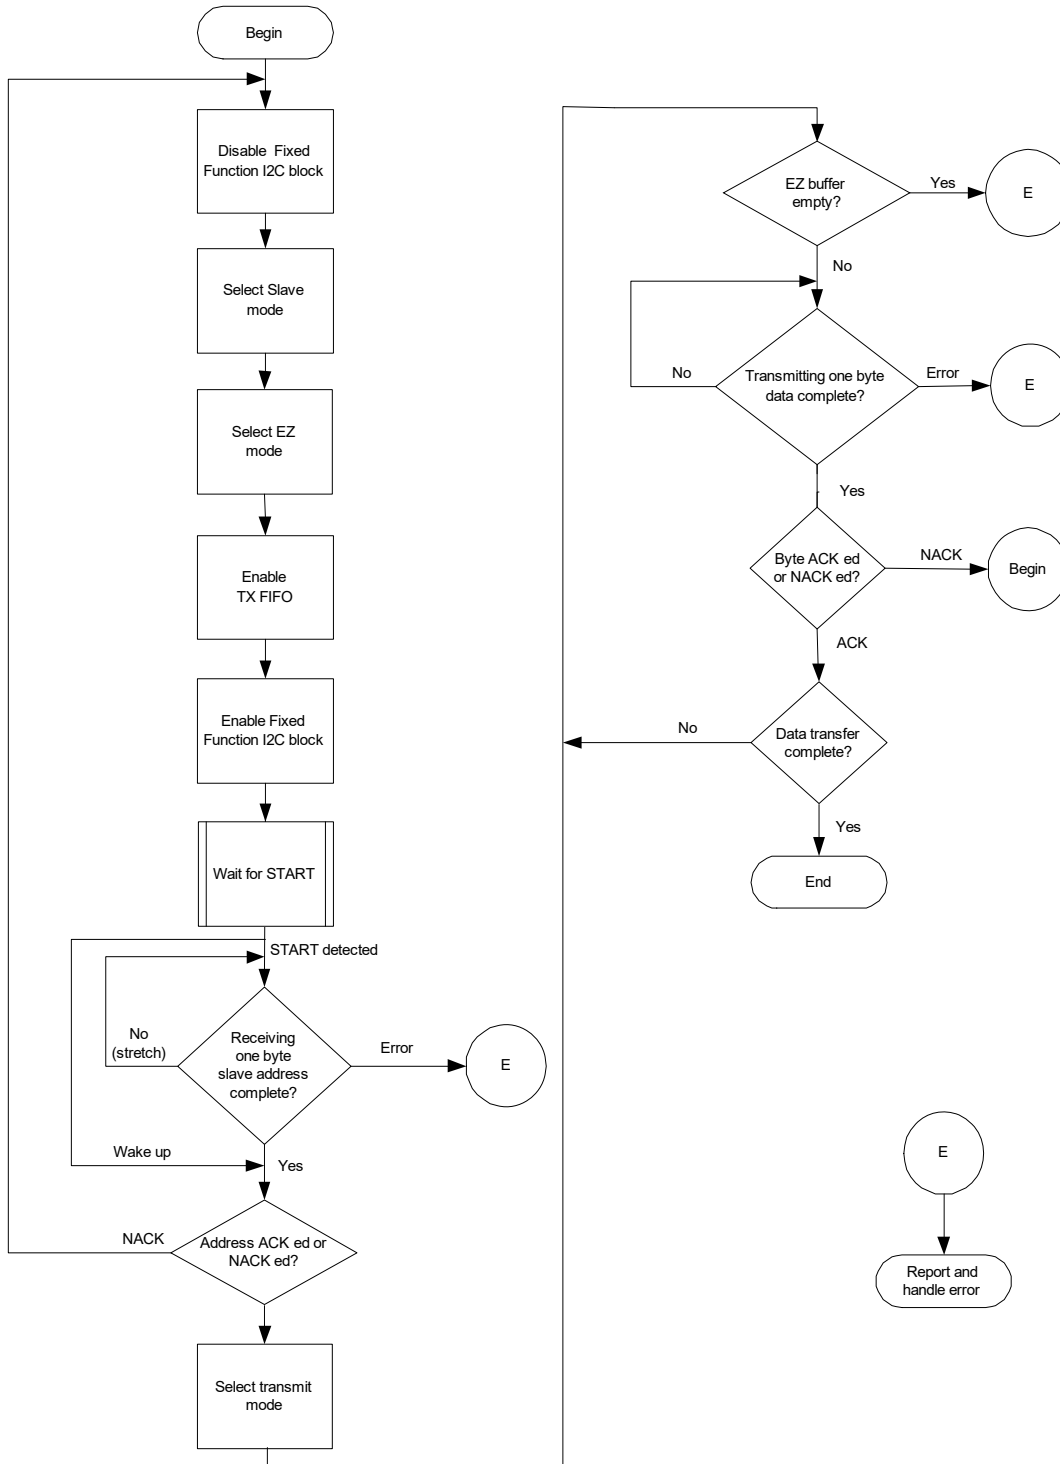 Begin
Disable Fixed
Function I2C block
Select Slave
mode
Select EZ
mode
Enable
TX FIFO
Enable Fixed
Function I2C block
Wait for START
START detected
No
(stretch)
Receiving
one byte
slave address
complete?
Error
E
Wake up
Yes
NACK
Address ACK ed or
NACK ed?
Select transmit
mode
EZ buffer
empty?
Yes
E
No
No
Transmitting one byte
data complete?
Error
E
Yes
Byte ACK ed
or NACK ed?
NACK
Begin
ACK
No
Data transfer
complete?
Yes
End
E
Report and
handle error